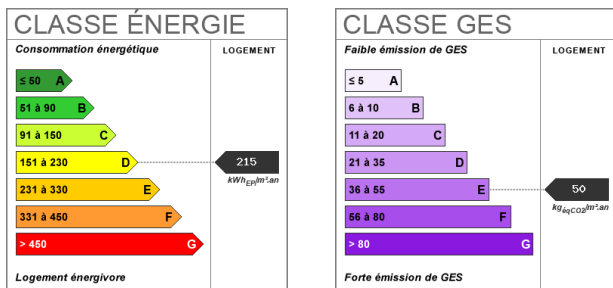 CLASSE ÉNERGIE
Consommation énergétique
LOGEMENT
≤ 50 A
51 à 90 B
91 à 150 C
151 à 230 D
215
kWhEP/m².an
231 à 330 E
331 à 450 F
> 450 G
Logement énergivore
CLASSE GES
Faible émission de GES
LOGEMENT
≤ 5 A
6 à 10 B
11 à 20 C
21 à 35 D
36 à 55 E
50
kgéqCO2/m².an
56 à 80 F
> 80 G
Forte émission de GES